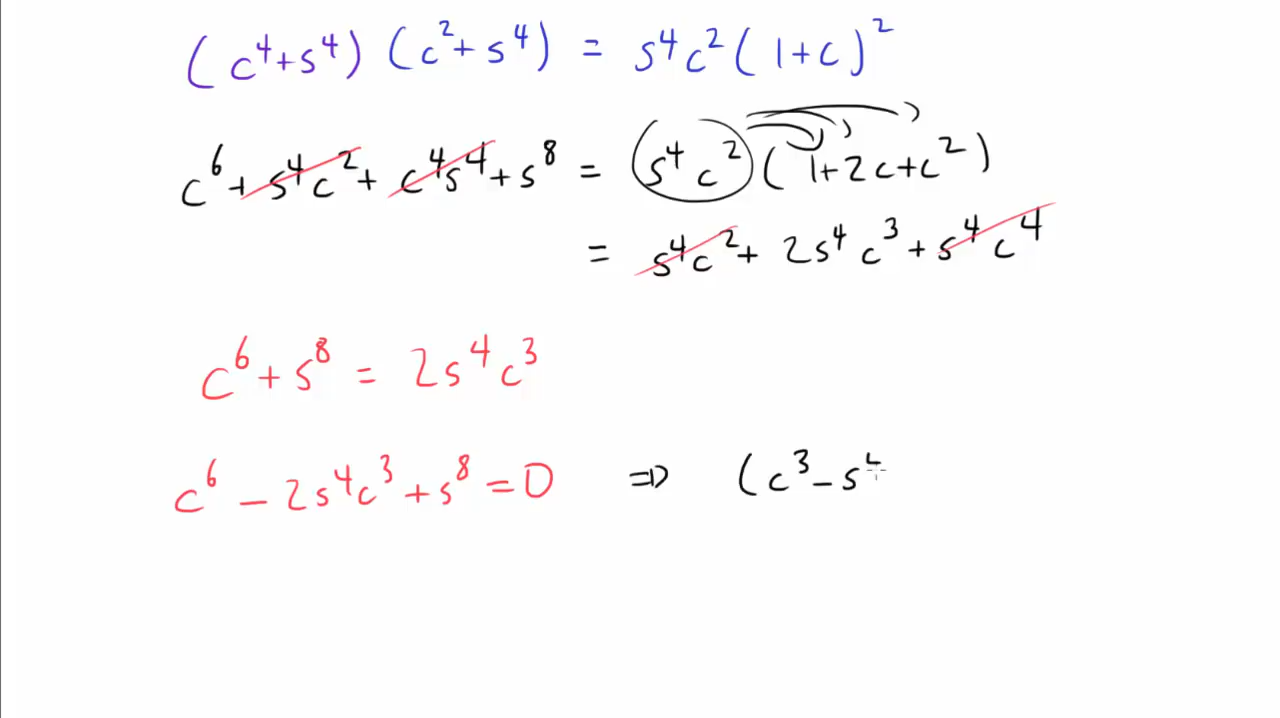 (c⁴+s⁴) (c²+s⁴) = s⁴c²(1+c)²
c⁶+s⁴c²+c⁴s⁴+s⁸ = (s⁴c²)(1+2c+c²)
= s⁴c²+ 2s⁴c³+s⁴c⁴
c⁶+s⁸ = 2s⁴c³
c⁶ – 2s⁴c³+s⁸=0 ⇒ (c³–s⁴